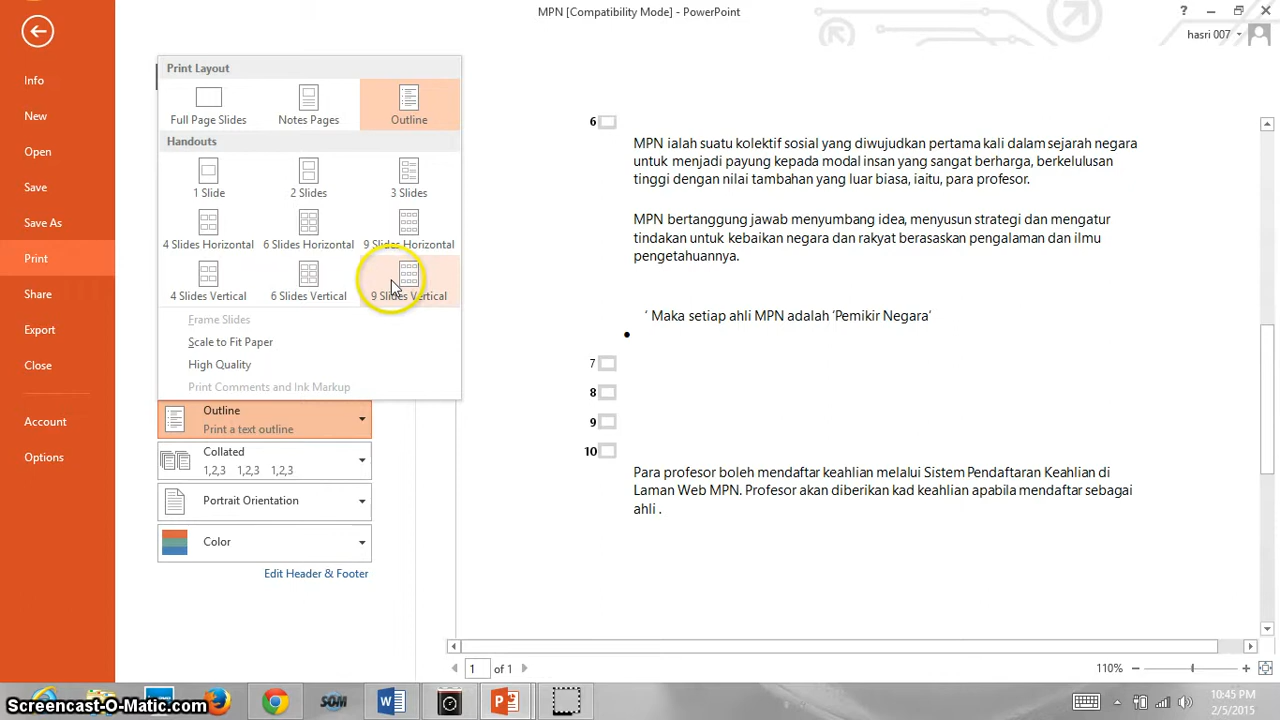 MPN [Compatibility Mode] - PowerPoint
?
hasri 007
Info
New
Open
Save
Save As
Print
Share
Export
Close
Account
Options
Print Layout
Full Page Slides
Notes Pages
Outline
Handouts
1 Slide
2 Slides
3 Slides
4 Slides Horizontal
6 Slides Horizontal
9 Slides Horizontal
4 Slides Vertical
6 Slides Vertical
9 Slides Vertical
Frame Slides
Scale to Fit Paper
High Quality
Print Comments and Ink Markup
Outline
Print a text outline
Collated
1,2,3 1,2,3 1,2,3
Portrait Orientation
Color
Edit Header & Footer
6
MPN ialah suatu kolektif sosial yang diwujudkan pertama kali dalam sejarah negara
untuk menjadi payung kepada modal insan yang sangat berharga, berkelulusan
tinggi dengan nilai tambahan yang luar biasa, iaitu, para profesor.
MPN bertanggung jawab menyumbang idea, menyusun strategi dan mengatur
tindakan untuk kebaikan negara dan rakyat berasaskan pengalaman dan ilmu
pengetahuannya.
‘ Maka setiap ahli MPN adalah ‘Pemikir Negara’
•
7
8
9
10
Para profesor boleh mendaftar keahlian melalui Sistem Pendaftaran Keahlian di
Laman Web MPN. Profesor akan diberikan kad keahlian apabila mendaftar sebagai
ahli .
1 of 1
110%
Screencast-O-Matic.com
SOM
10:45 PM
2/5/2015